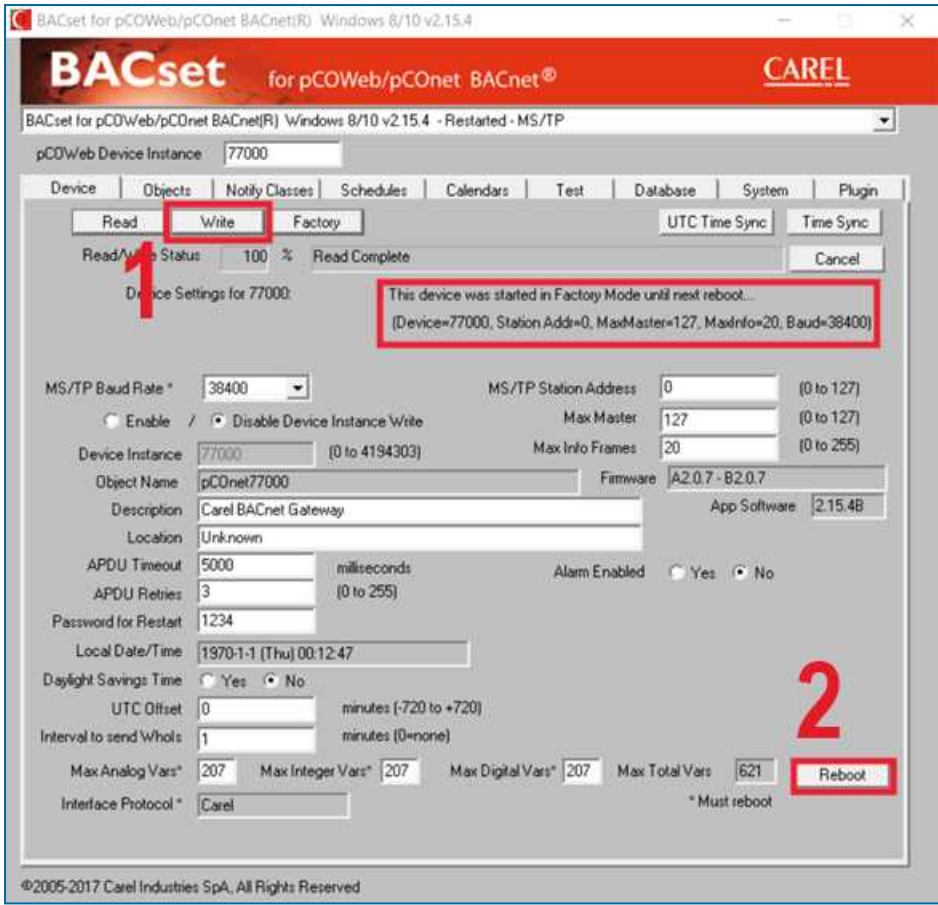 BACset for pCOWeb/pCOnet BACnet(R) Windows 8/10 v2.15.4
BACset for pCOWeb/pCOnet BACnet®
CAREL
BACset for pCOWeb/pCOnet BACnet(R) Windows 8/10 v2.15.4 - Restarted - MS/TP
pCOWeb Device Instance 77000
Device Objects Notify Classes Schedules Calendars Test Database System Plugin
Read Write Factory UTC Time Sync Time Sync
1
Read/Write Status 100 % Read Complete Cancel
Device Settings for 77000: This device was started in Factory Mode until next reboot...
(Device=77000, Station Addr=0, MaxMaster=127, MaxInfo=20, Baud=38400)
MS/TP Baud Rate * 38400 MS/TP Station Address 0 (0 to 127)
Enable / Disable Device Instance Write Max Master 127 (0 to 127)
Device Instance 77000 (0 to 4194303) Max Info Frames 20 (0 to 255)
Object Name pCOnet77000 Firmware A2.0.7 - B2.0.7
Description Carel BACnet Gateway App Software 2.15.4B
Location Unknown
APDU Timeout 5000 milliseconds Alarm Enabled Yes No
APDU Retries 3 (0 to 255)
Password for Restart 1234
Local Date/Time 1970-1-1 (Thu) 00:12:47
Daylight Savings Time Yes No
2
UTC Offset 0 minutes (-720 to +720)
Interval to send WhoIs 1 minutes (0=none)
Max Analog Vars* 207 Max Integer Vars* 207 Max Digital Vars* 207 Max Total Vars 621 Reboot
Interface Protocol * Carel * Must reboot
©2005-2017 Carel Industries SpA, All Rights Reserved